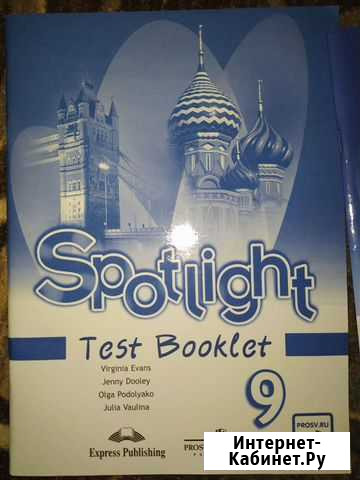 Spotlight
Test Booklet
Virginia Evans
Jenny Dooley
Olga Podolyako
Julia Vaulina
9
PROSV.RU
Express Publishing
Интернет-
Кабинет.Ру